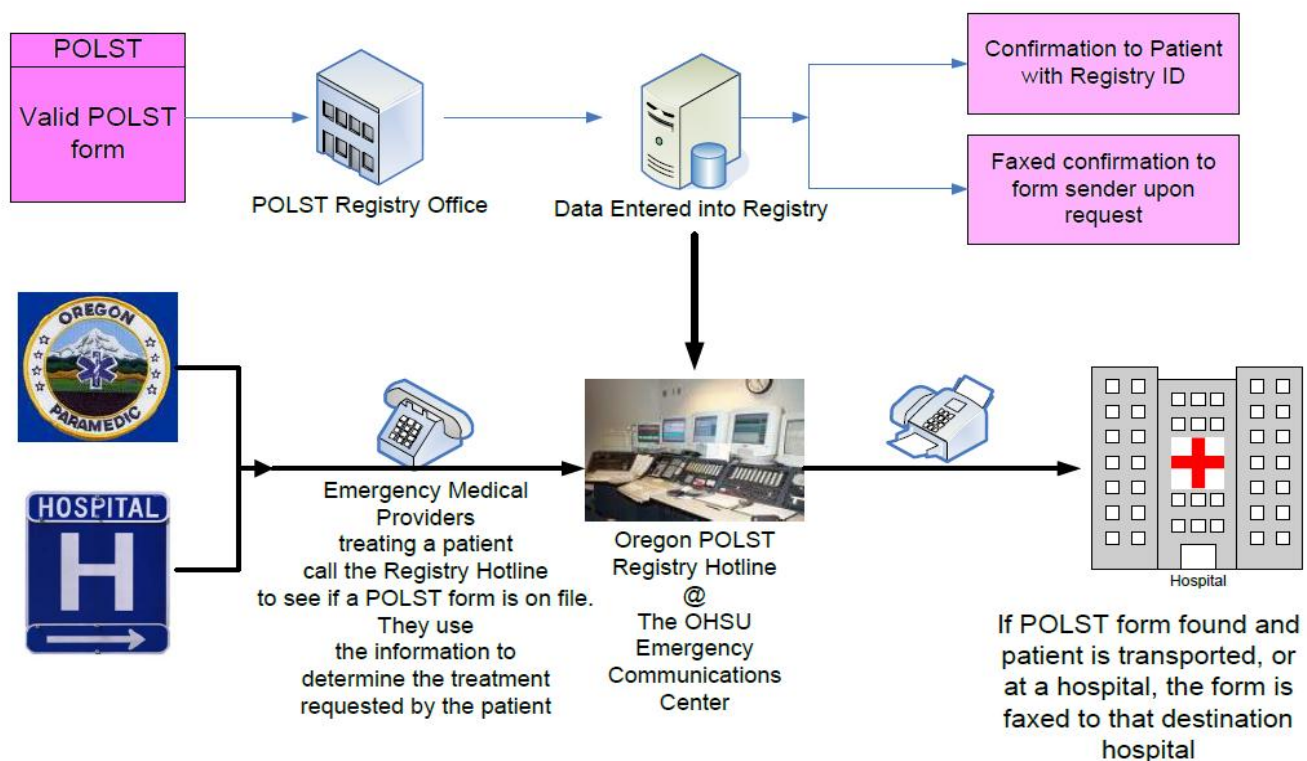 POLST
Valid POLST
form
POLST Registry Office
Data Entered into Registry
Confirmation to Patient
with Registry ID
Faxed confirmation to
form sender upon
request
OREGON
PARAMEDIC
HOSPITAL
H
Emergency Medical
Providers
treating a patient
call the Registry Hotline
to see if a POLST form is on file.
They use
the information to
determine the treatment
requested by the patient
Oregon POLST
Registry Hotline
@
The OHSU
Emergency
Communications
Center
Hospital
If POLST form found and
patient is transported, or
at a hospital, the form is
faxed to that destination
hospital